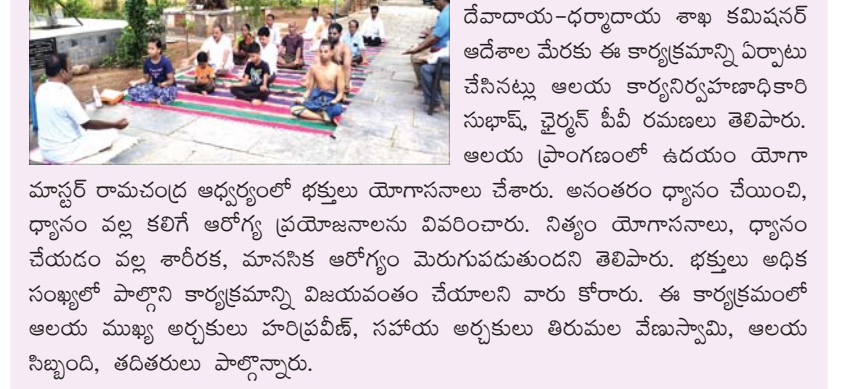 దేవాదాయ-ధర్మాదాయ శాఖ కమిషనర్
ఆదేశాల మేరకు ఈ కార్యక్రమాన్ని ఏర్పాటు
చేసినట్లు ఆలయ కార్యనిర్వహణాధికారి
సుభాష్, ఛైర్మన్ పీవీ రమణలు తెలిపారు.
ఆలయ ప్రాంగణంలో ఉదయం యోగా
మాస్టర్ రామచంద్ర ఆధ్వర్యంలో భక్తులు యోగాసనాలు చేశారు. అనంతరం ధ్యానం చేయించి,
ధ్యానం వల్ల కలిగే ఆరోగ్య ప్రయోజనాలను వివరించారు. నిత్యం యోగాసనాలు, ధ్యానం
చేయడం వల్ల శారీరక, మానసిక ఆరోగ్యం మెరుగుపడుతుందని తెలిపారు. భక్తులు అధిక
సంఖ్యలో పాల్గొని కార్యక్రమాన్ని విజయవంతం చేయాలని వారు కోరారు. ఈ కార్యక్రమంలో
ఆలయ ముఖ్య అర్చకులు హరిప్రవీణ్, సహాయ అర్చకులు తిరుమల వేణుస్వామి, ఆలయ
సిబ్బంది, తదితరులు పాల్గొన్నారు.